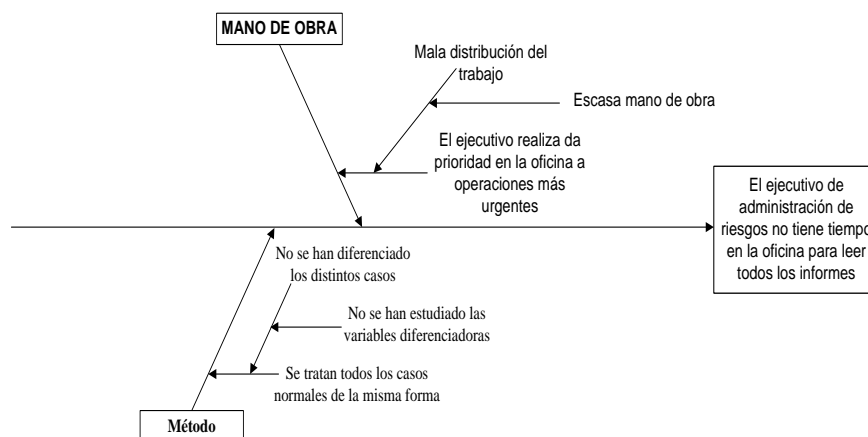 MANO DE OBRA
Mala distribución del
trabajo
Escasa mano de obra
El ejecutivo realiza da
prioridad en la oficina a
operaciones más
urgentes
El ejecutivo de
administración de
riesgos no tiene tiempo
en la oficina para leer
todos los informes
No se han diferenciado
los distintos casos
No se han estudiado las
variables diferenciadoras
Se tratan todos los casos
normales de la misma forma
Método